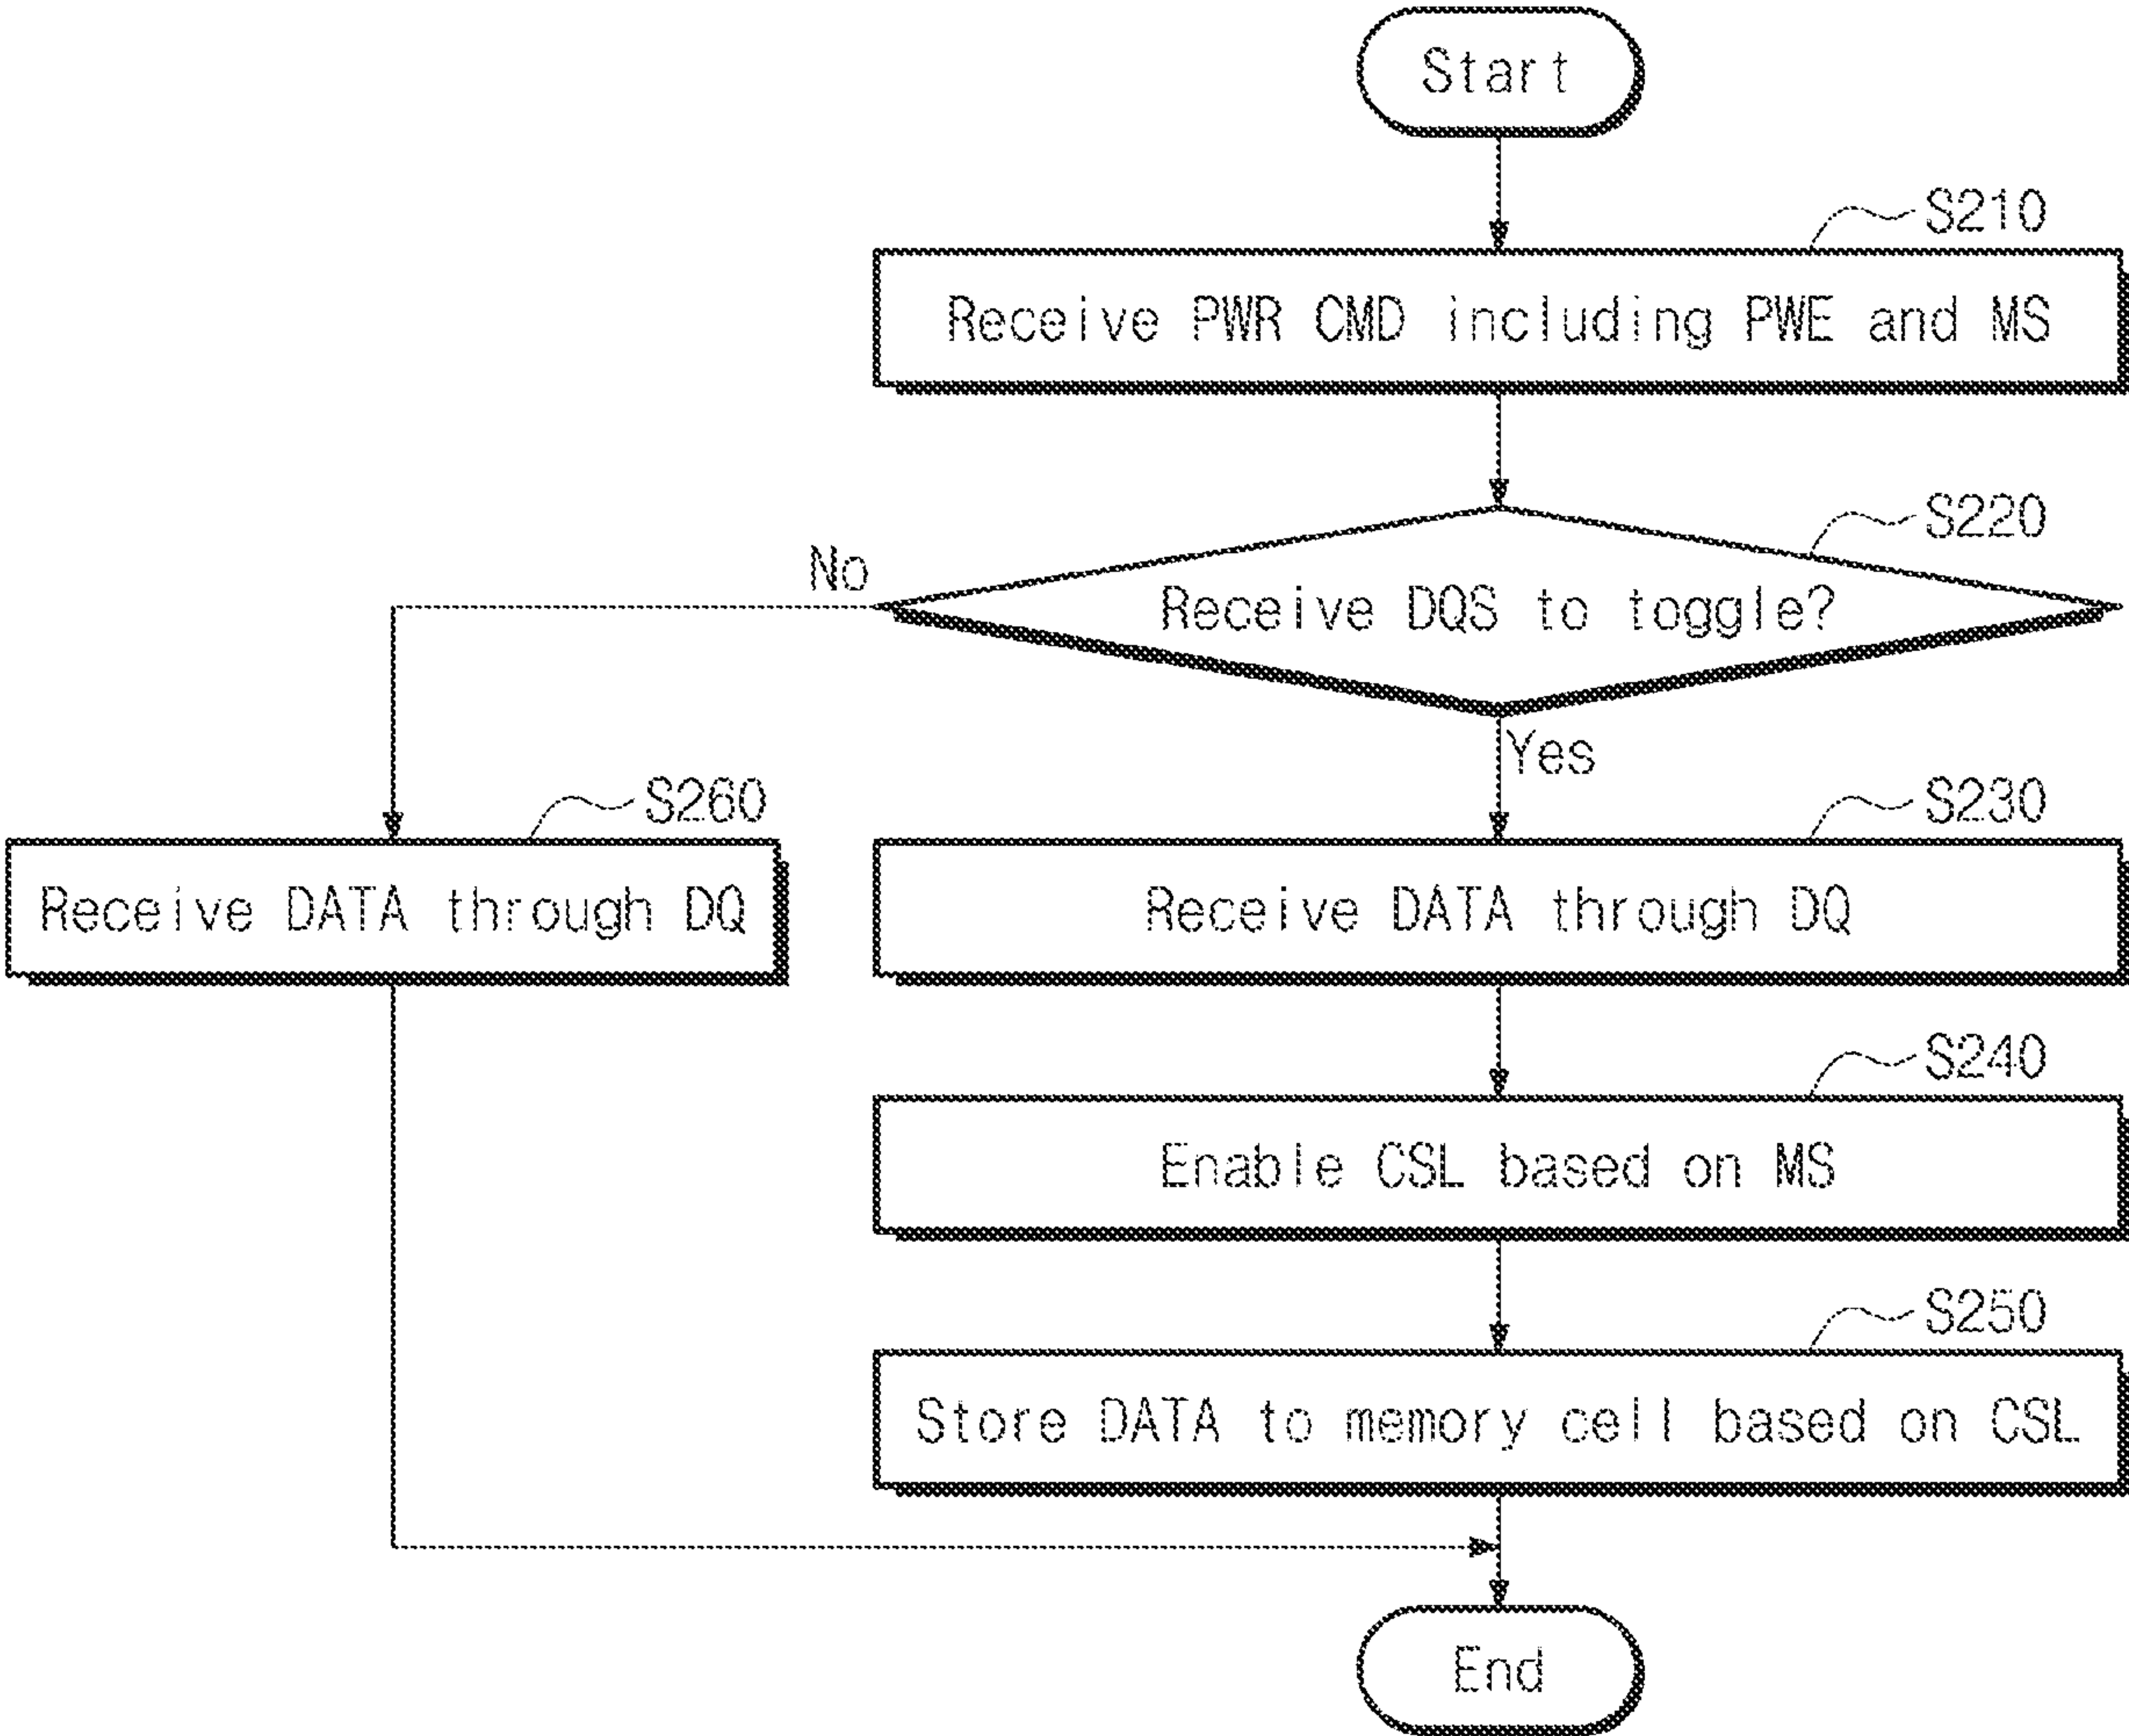 Start
S210
Receive PWR CMD including PWE and MS
S220
No
Receive DQS to toggle?
Yes
S260
S230
Receive DATA through DQ
Receive DATA through DQ
S240
Enable CSL based on MS
S250
Store DATA to memory cell based on CSL
End